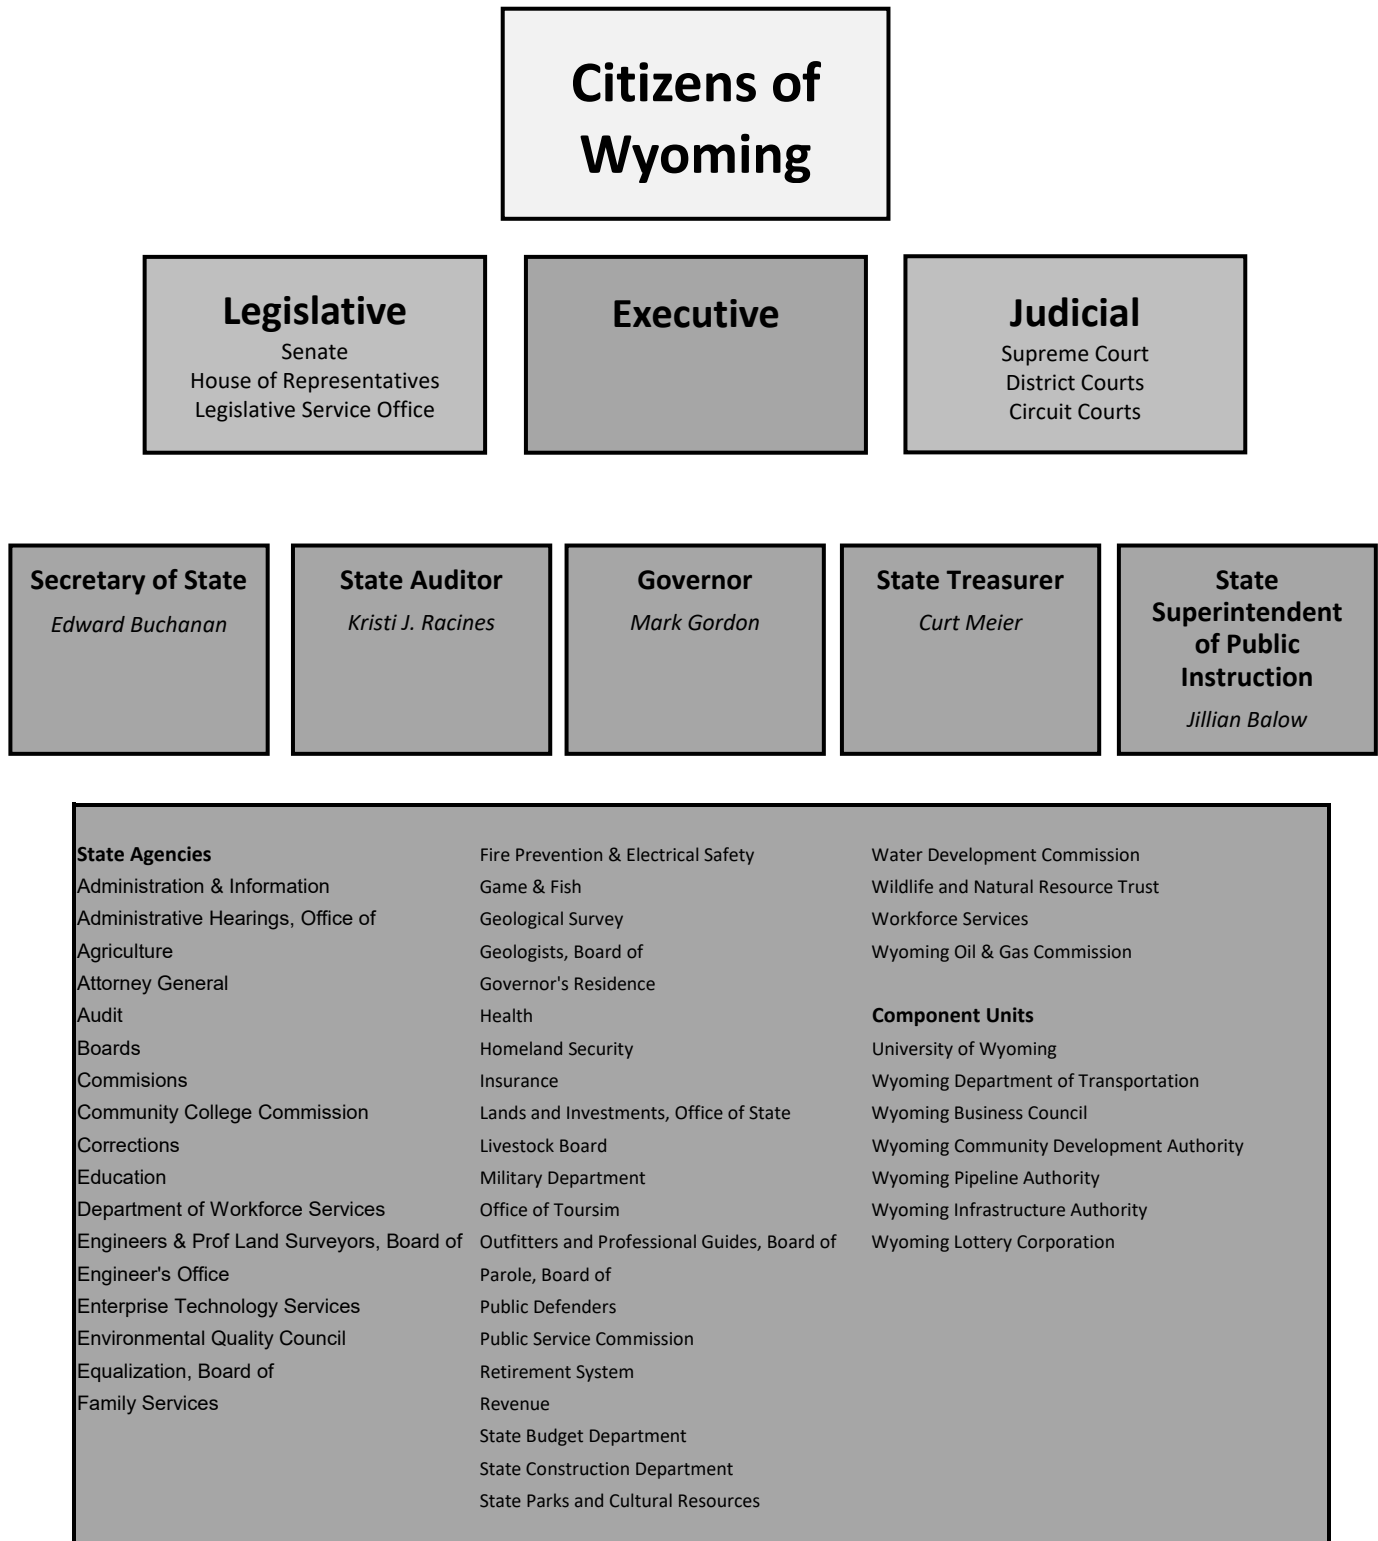 Citizens of
Wyoming
Legislative
Senate
House of Representatives
Legislative Service Office
Executive
Judicial
Supreme Court
District Courts
Circuit Courts
Secretary of State
Edward Buchanan
State Auditor
Kristi J. Racines
Governor
Mark Gordon
State Treasurer
Curt Meier
State
Superintendent
of Public
Instruction
Jillian Balow
State Agencies
Administration & Information
Administrative Hearings, Office of
Agriculture
Attorney General
Audit
Boards
Commisions
Community College Commission
Corrections
Education
Department of Workforce Services
Engineers & Prof Land Surveyors, Board of
Engineer's Office
Enterprise Technology Services
Environmental Quality Council
Equalization, Board of
Family Services
Fire Prevention & Electrical Safety
Game & Fish
Geological Survey
Geologists, Board of
Governor's Residence
Health
Homeland Security
Insurance
Lands and Investments, Office of State
Livestock Board
Military Department
Office of Toursim
Outfitters and Professional Guides, Board of
Parole, Board of
Public Defenders
Public Service Commission
Retirement System
Revenue
State Budget Department
State Construction Department
State Parks and Cultural Resources
Water Development Commission
Wildlife and Natural Resource Trust
Workforce Services
Wyoming Oil & Gas Commission
Component Units
University of Wyoming
Wyoming Department of Transportation
Wyoming Business Council
Wyoming Community Development Authority
Wyoming Pipeline Authority
Wyoming Infrastructure Authority
Wyoming Lottery Corporation